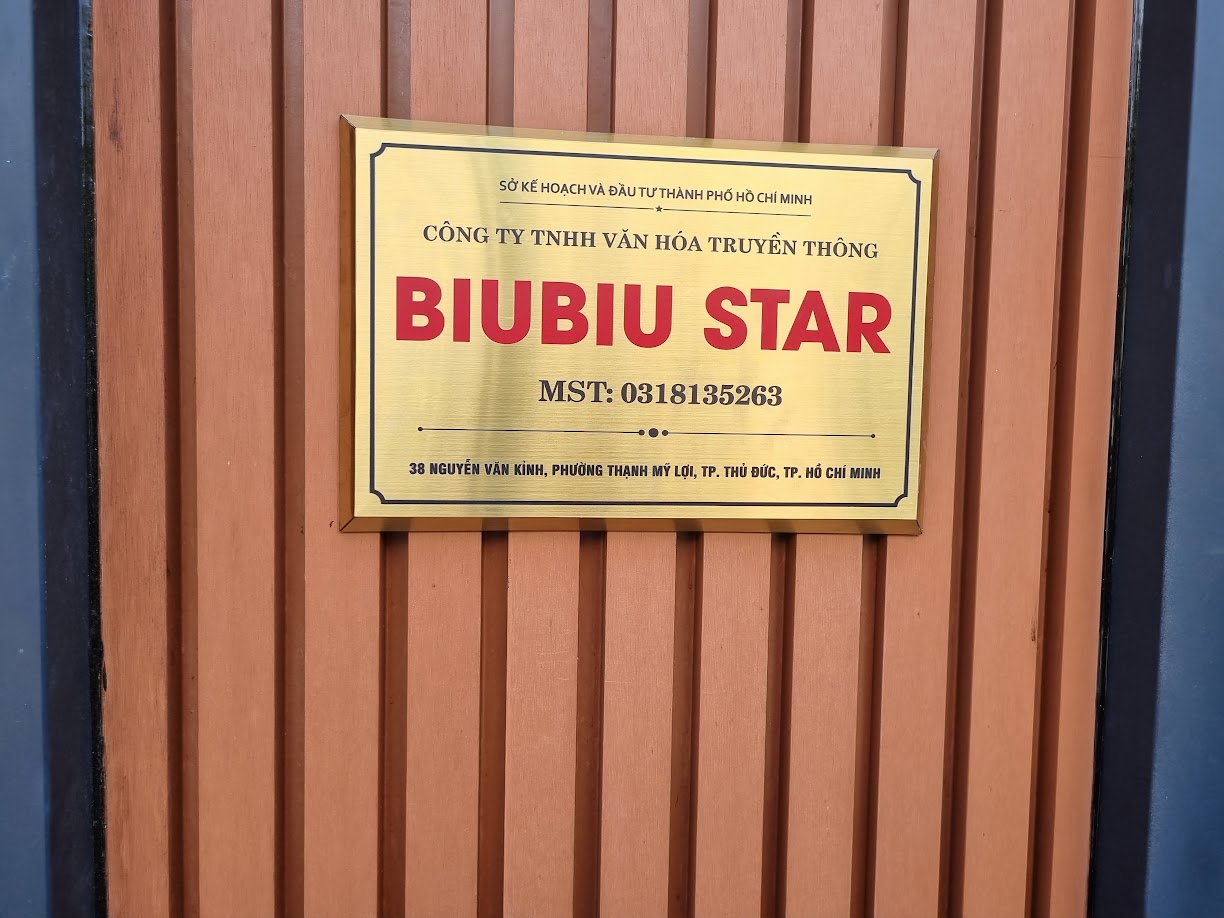 SỞ KẾ HOẠCH VÀ ĐẦU TƯ THÀNH PHỐ HỒ CHÍ MINH
CÔNG TY TNHH VĂN HÓA TRUYỀN THÔNG
BIUBIU STAR
MST: 0318135263
38 NGUYỄN VĂN KỈNH, PHƯỜNG THẠNH MỸ LỢI, TP. THỦ ĐỨC, TP. HỒ CHÍ MINH